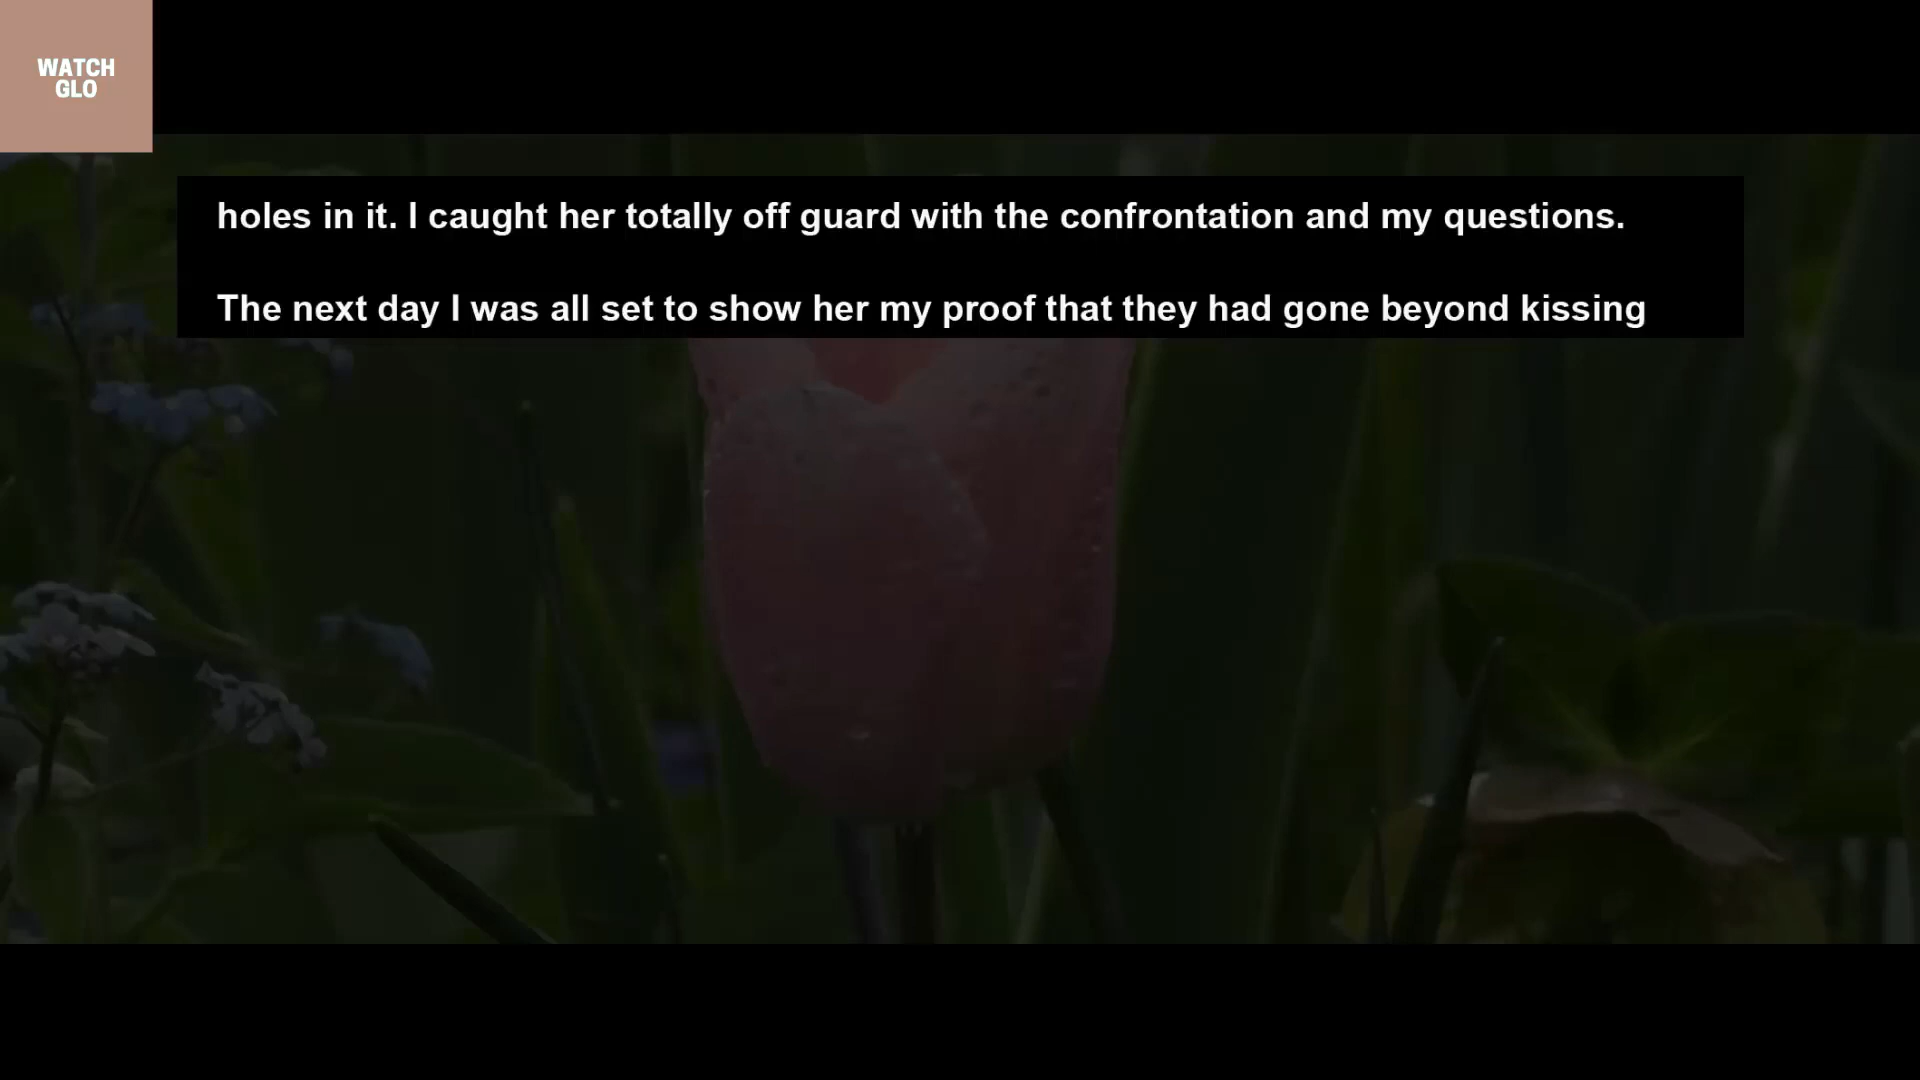 WATCH
GLO
holes in it. I caught her totally off guard with the confrontation and my questions.
The next day I was all set to show her my proof that they had gone beyond kissing